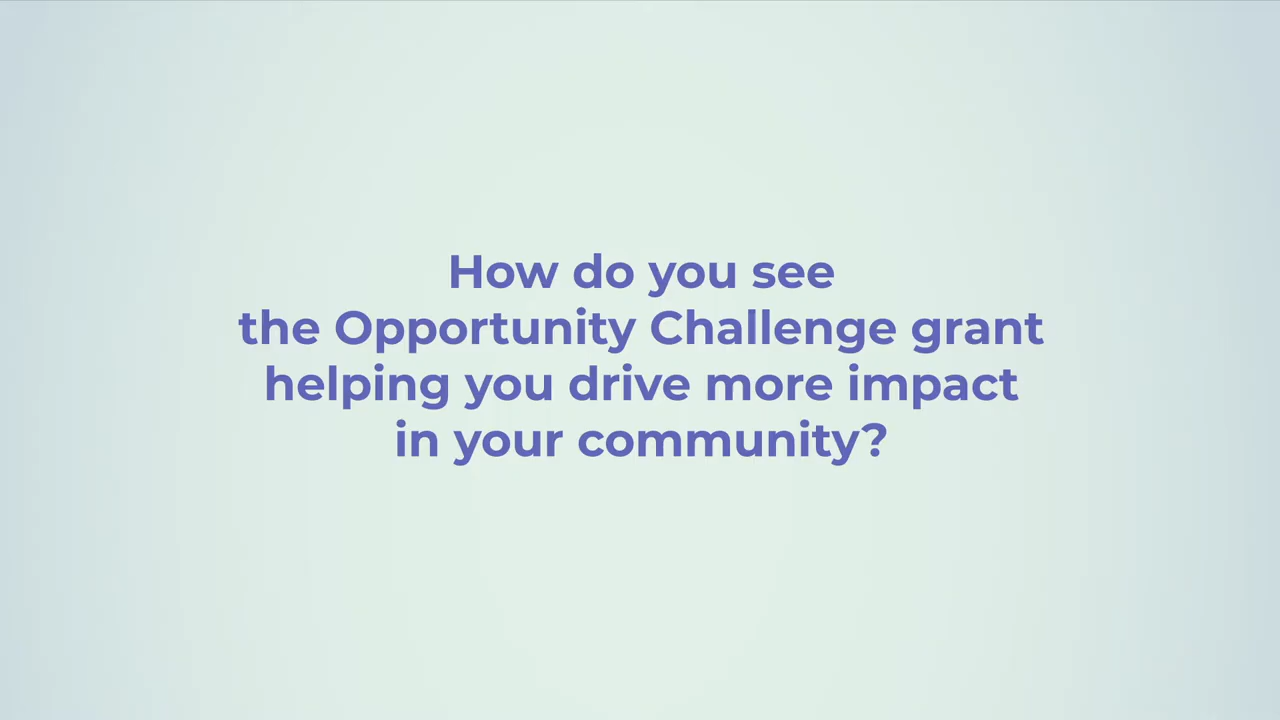 How do you see
the Opportunity Challenge grant
helping you drive more impact
in your community?